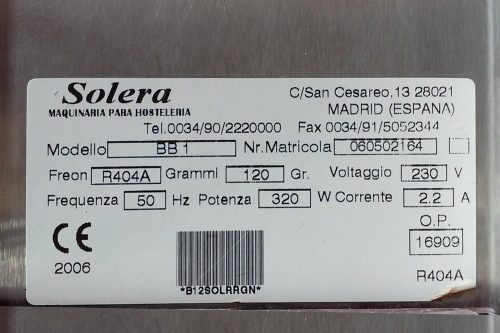 Solera
MAQUINARIA PARA HOSTELERIA
C/San Cesareo,13 28021
MADRID (ESPANA)
Tel.0034/90/2220000 Fax 0034/91/5052344
Modello BB1 Nr.Matricola 060502164
Freon R404A Grammi 120 Gr. Voltaggio 230 V
Frequenza 50 Hz Potenza 320 W Corrente 2.2 A
O.P.
16909
CE
2006
*B12SOLRRGN*
R404A